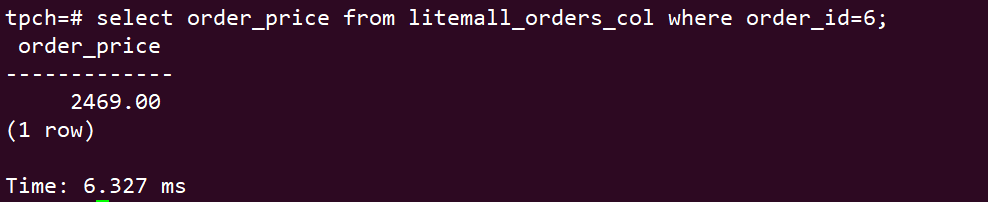 tpch=# select order_price from litemall_orders_col where order_id=6;
 order_price
-------------
     2469.00
(1 row)

Time: 6.327 ms